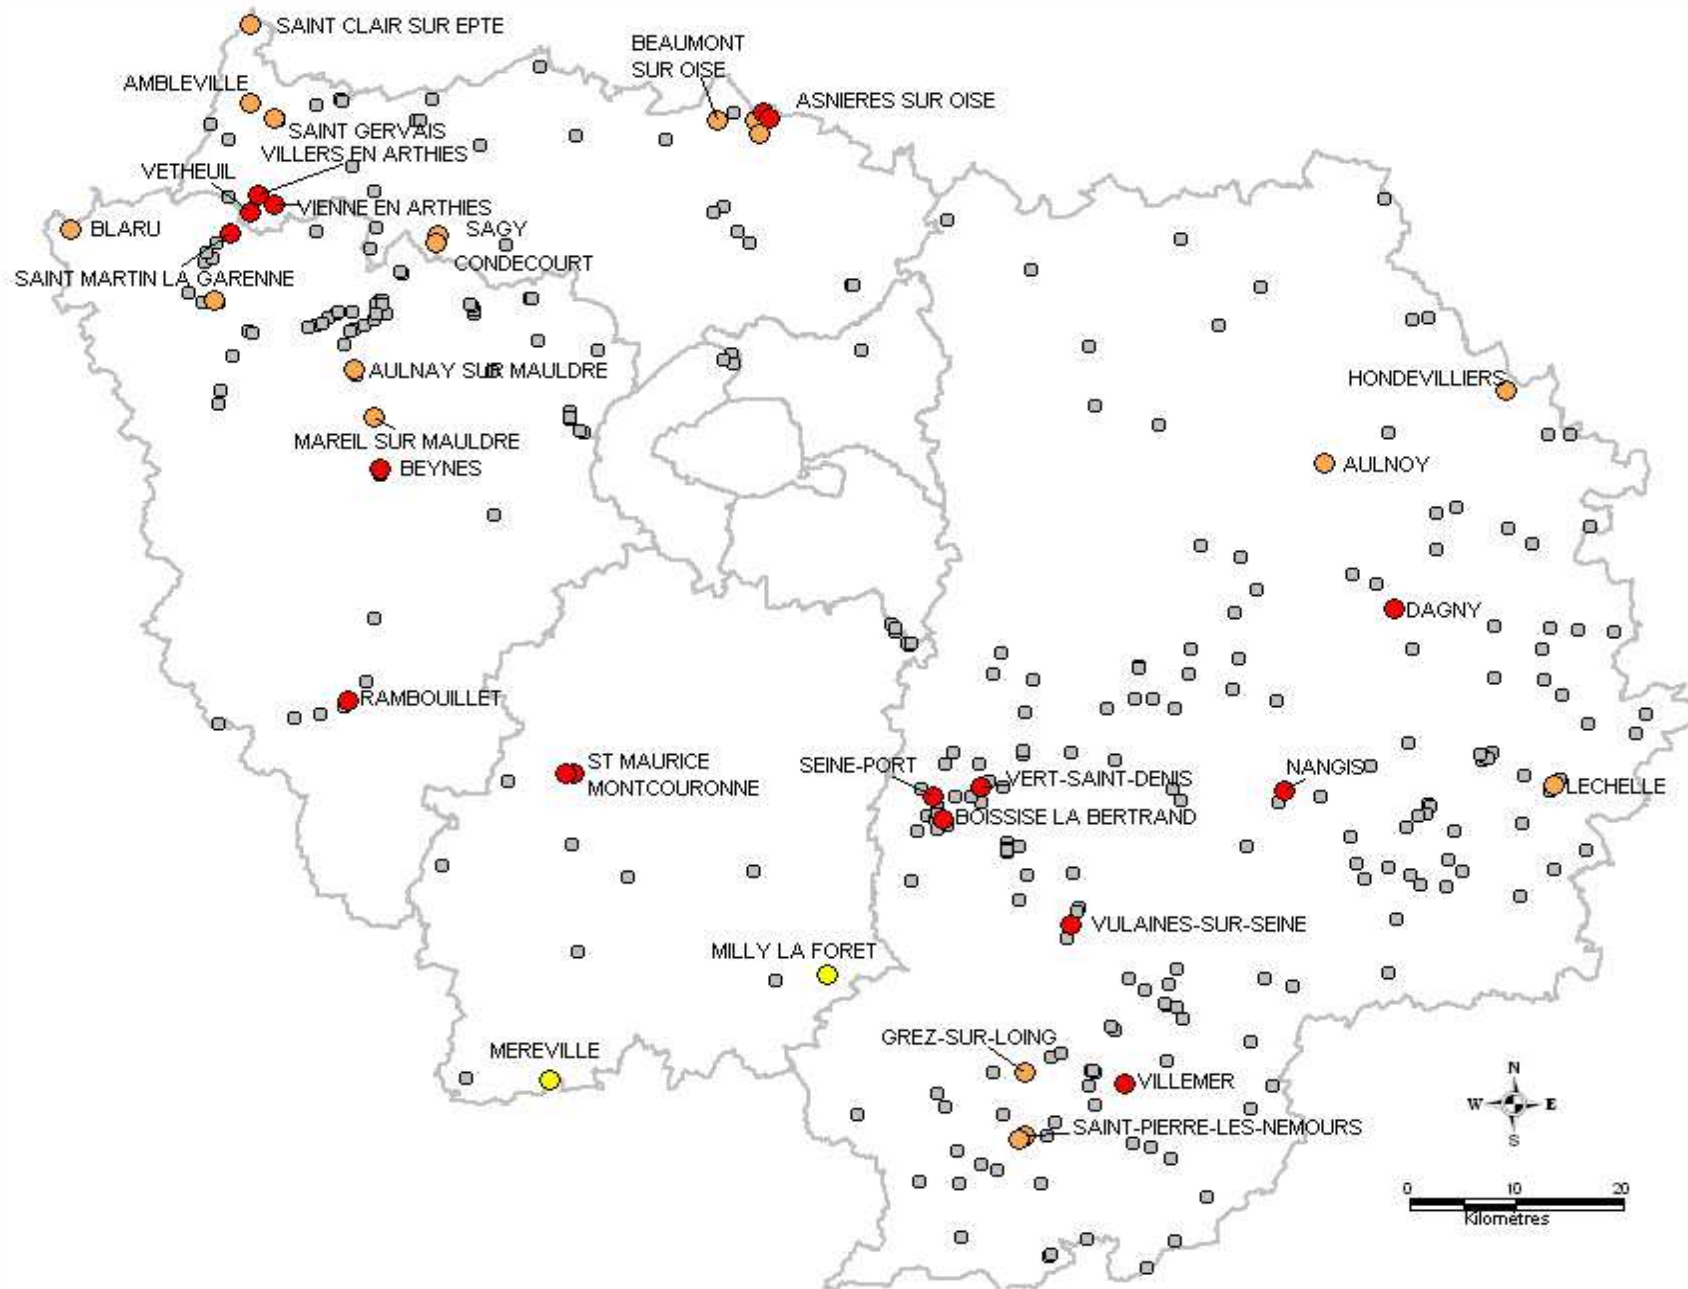 SAINT CLAIR SUR EPTE
BEAUMONT
SUR OISE
AMBLEVILLE
ASNIERES SUR OISE
SAINT GERVAIS
VILLERS EN ARTHIES
VETHEUIL
VIENNE EN ARTHIES
BLARU
SAGY
CONDECOURT
SAINT MARTIN LA GARENNE
AULNAY SUR MAULDRE
HONDEVILLIERS
MAREIL SUR MAULDRE
BEYNES
AULNOY
DAGNY
RAMBOUILLET
ST MAURICE
MONTCOURONNE
SEINE-PORT
VERT-SAINT-DENIS
NANGIS
LECHELLE
BOISSISE LA BERTRAND
VULAINES-SUR-SEINE
MILLY LA FORET
GREZ-SUR-LOING
MEREVILLE
VILLEMER
SAINT-PIERRE-LES-NEMOURS
N
W E
S
0 10 20
Kilomètres